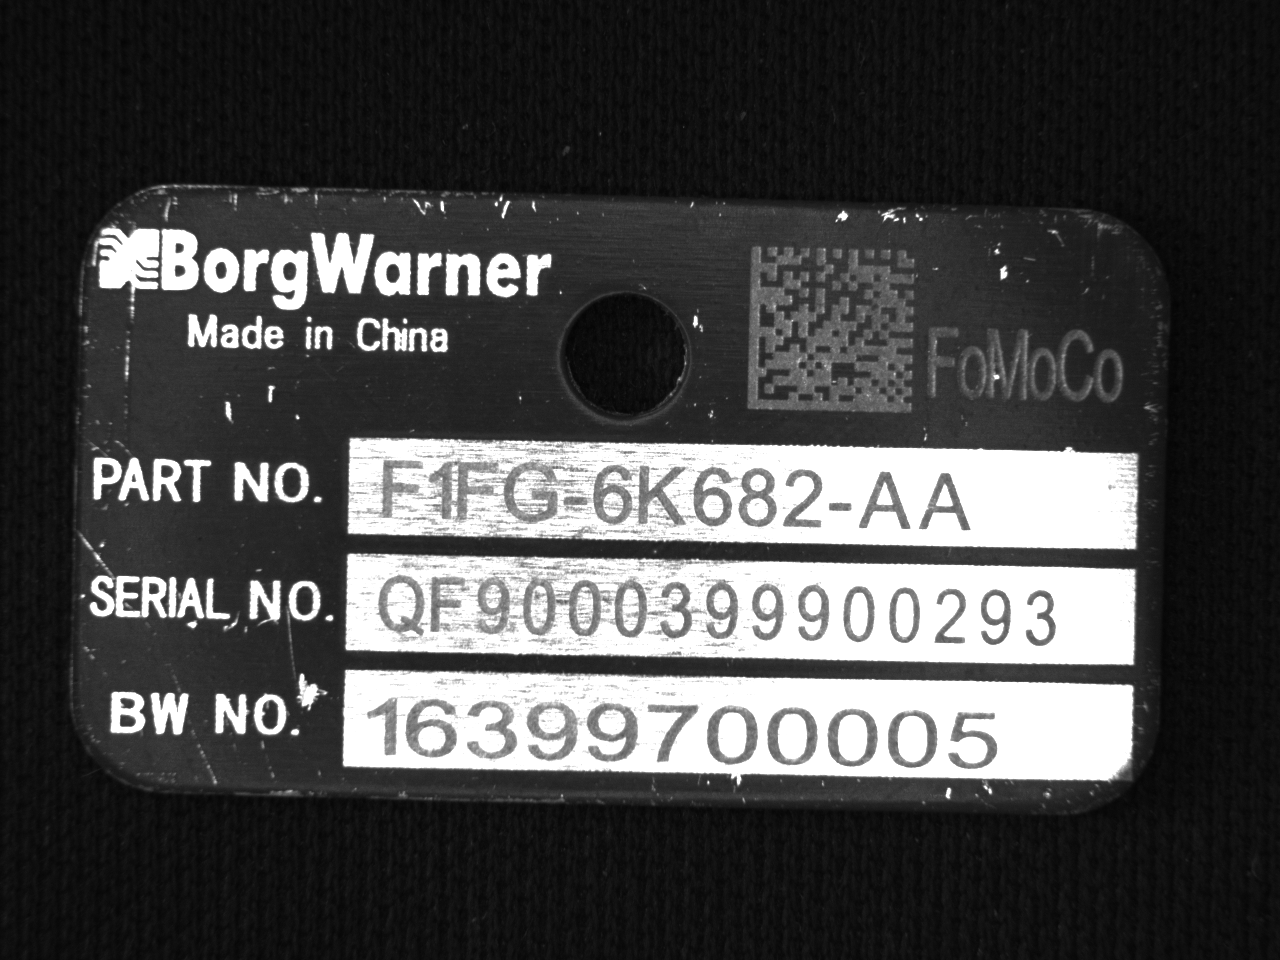 BorgWarner
Made in China
FoMoCo
PART NO. F1FG-6K682-AA
SERIAL NO. QF9000399900293
BW NO. 16399700005